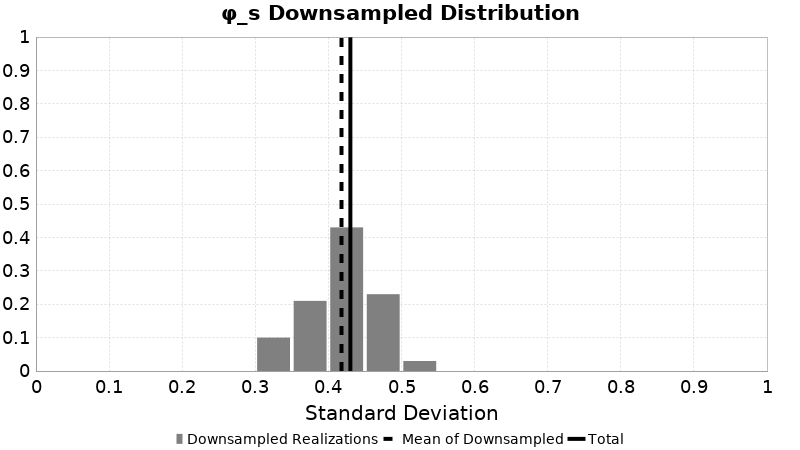 φ_s Downsampled Distribution
1
0.9
0.8
0.7
0.6
0.5
0.4
0.3
0.2
0.1
0
0 0.1 0.2 0.3 0.4 0.5 0.6 0.7 0.8 0.9 1
Standard Deviation
Downsampled Realizations Mean of Downsampled Total